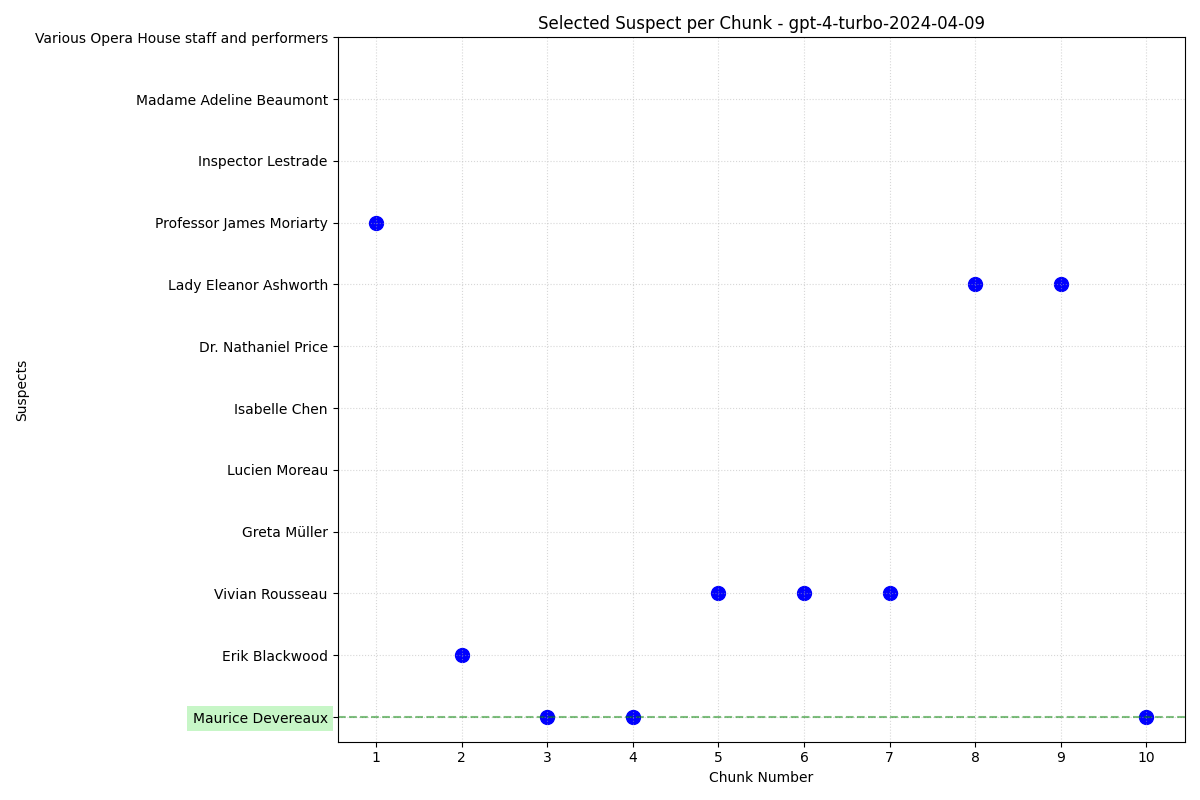 Selected Suspect per Chunk - gpt-4-turbo-2024-04-09
Various Opera House staff and performers
Madame Adeline Beaumont
Inspector Lestrade
Professor James Moriarty
Lady Eleanor Ashworth
Dr. Nathaniel Price
Isabelle Chen
Lucien Moreau
Greta Müller
Vivian Rousseau
Erik Blackwood
Maurice Devereaux
Suspects
1 2 3 4 5 6 7 8 9 10
Chunk Number